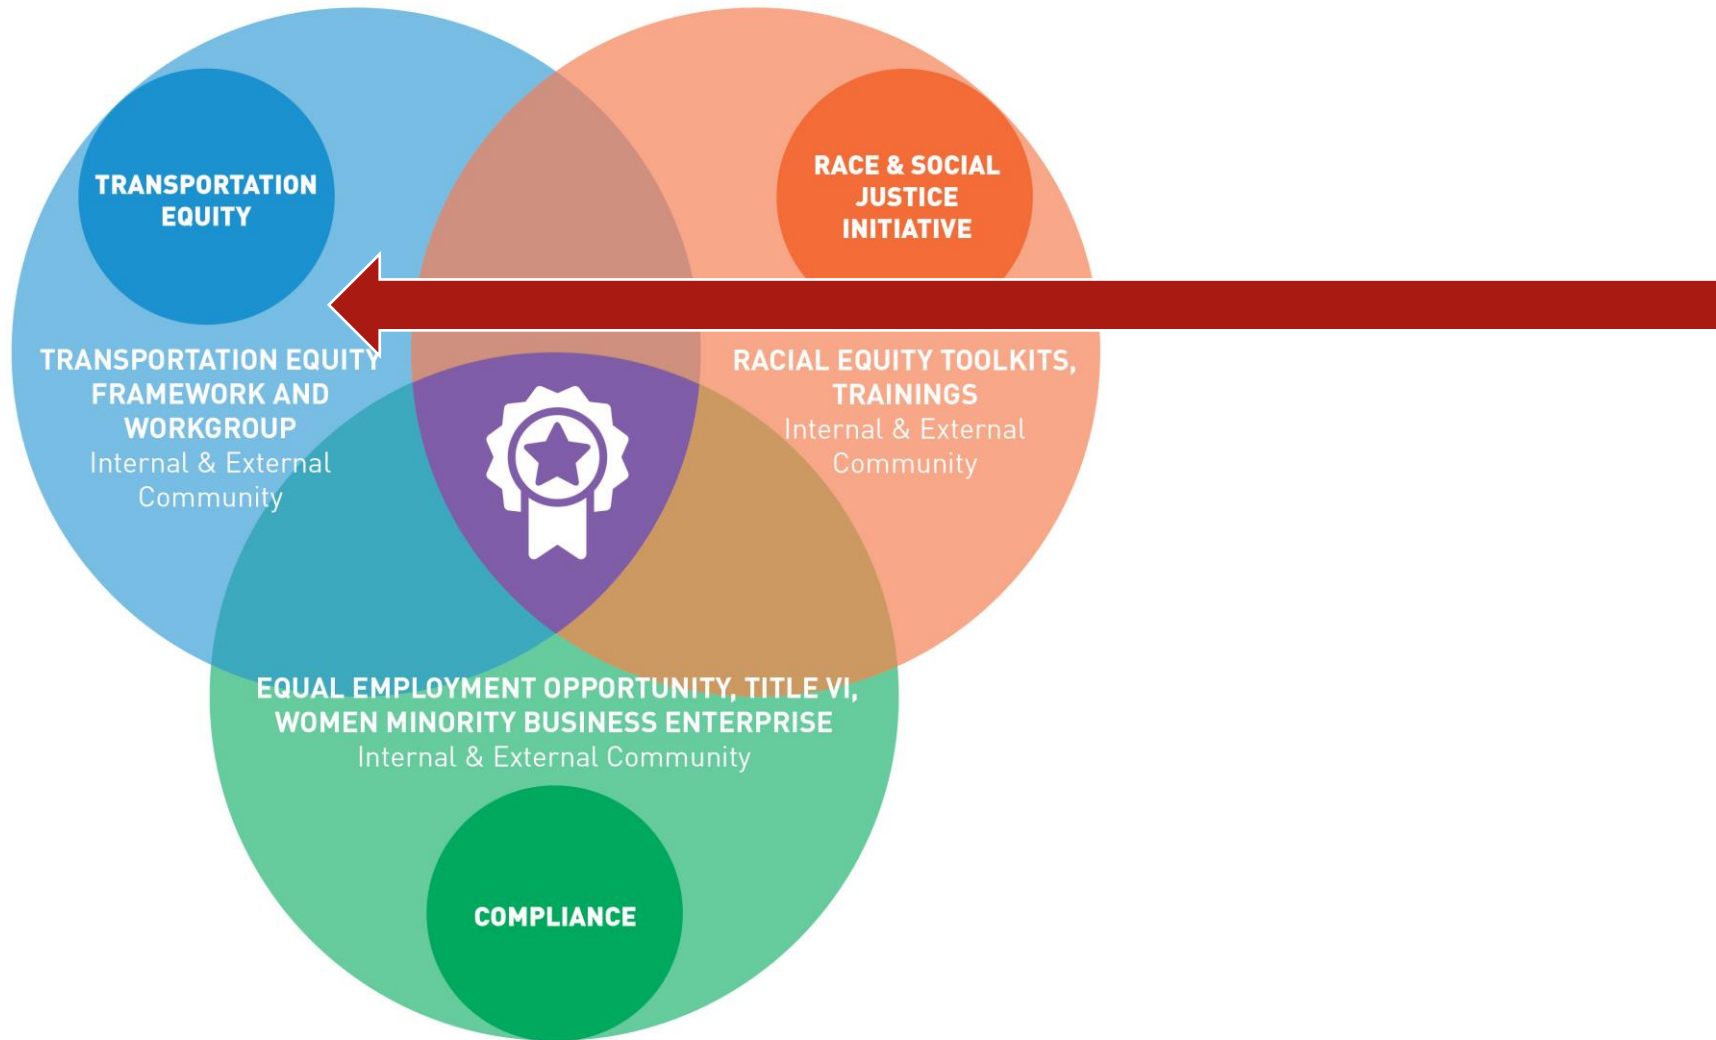 TRANSPORTATION
EQUITY
RACE & SOCIAL
JUSTICE
INITIATIVE
TRANSPORTATION EQUITY
FRAMEWORK AND
WORKGROUP
Internal & External
Community
RACIAL EQUITY TOOLKITS,
TRAININGS
Internal & External
Community
EQUAL EMPLOYMENT OPPORTUNITY, TITLE VI,
WOMEN MINORITY BUSINESS ENTERPRISE
Internal & External Community
COMPLIANCE